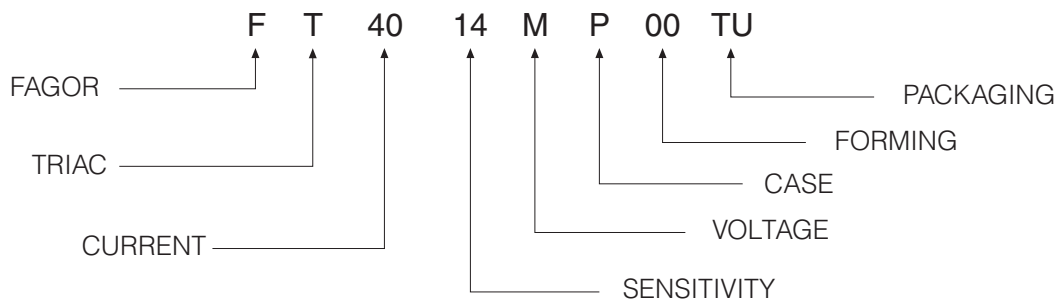 F T 40 14 M P 00 TU
FAGOR
PACKAGING
FORMING
TRIAC
CASE
VOLTAGE
CURRENT
SENSITIVITY